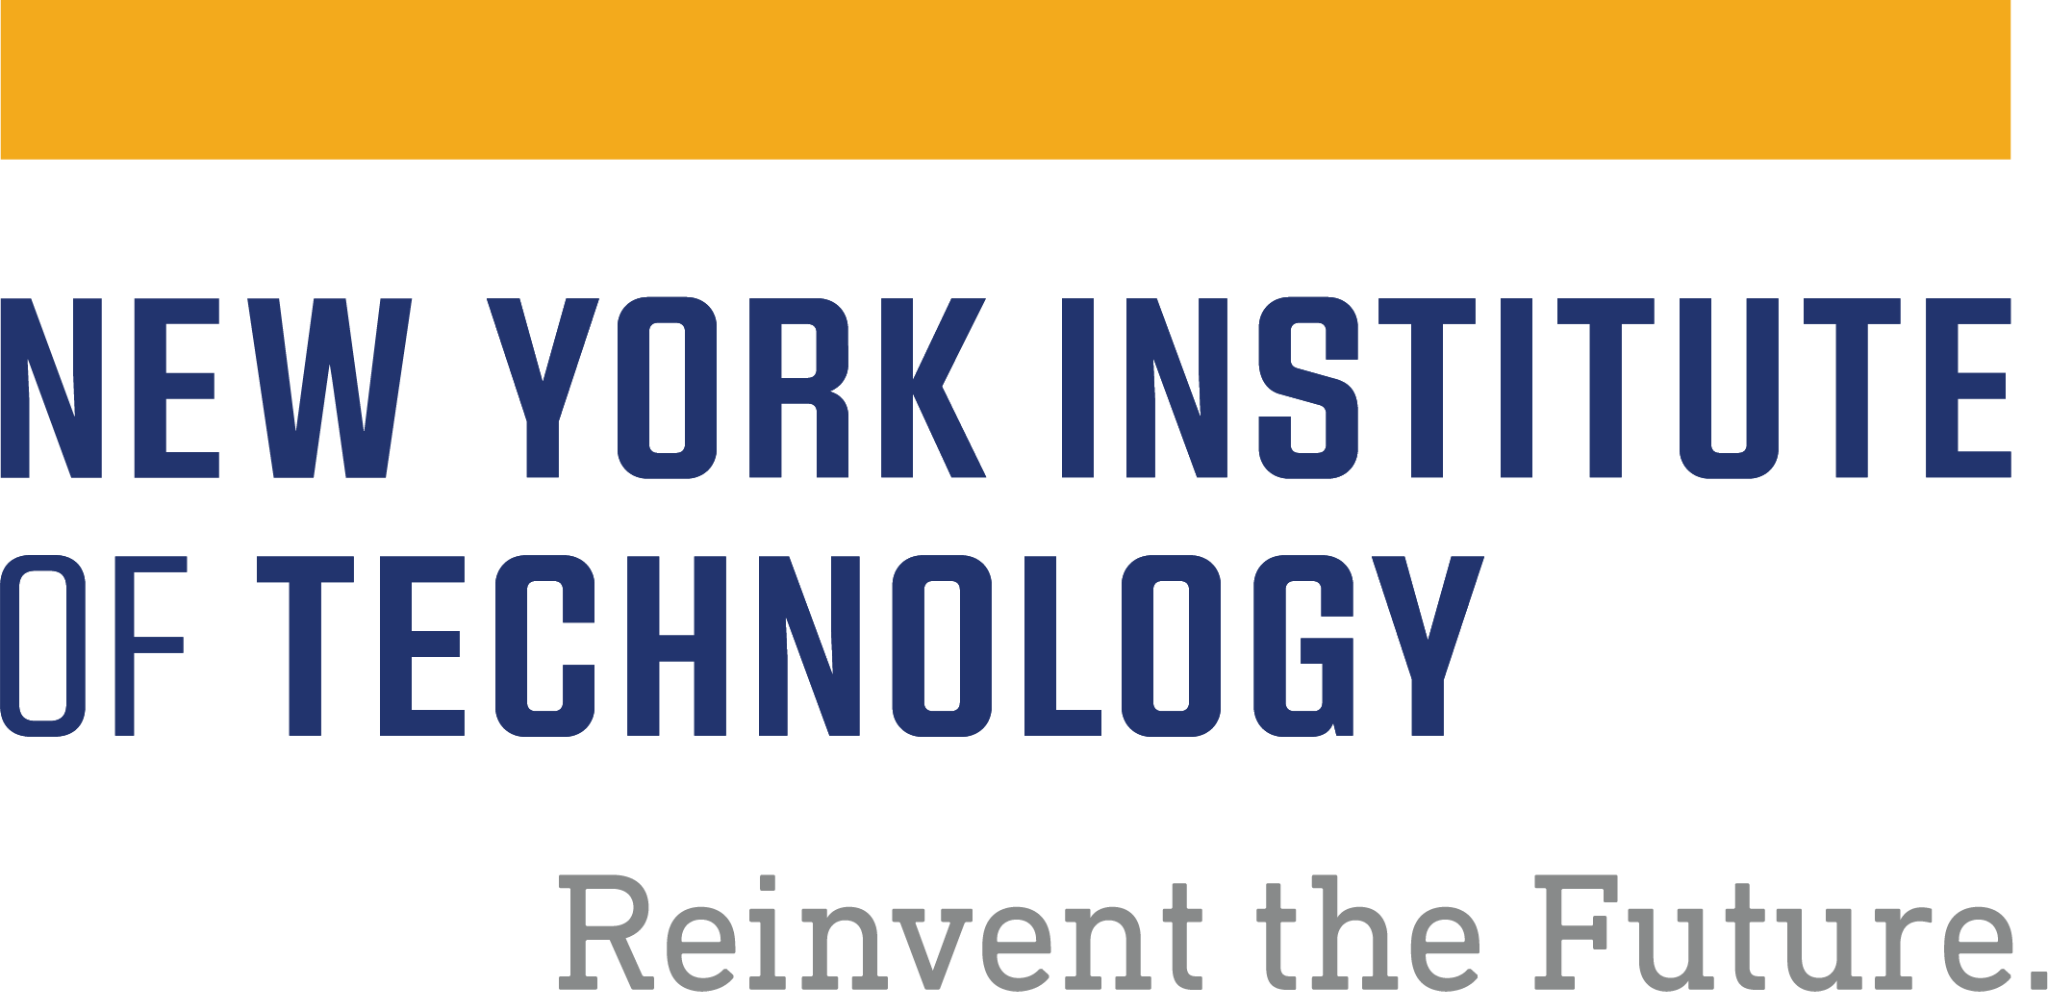 NEW YORK INSTITUTE
OF TECHNOLOGY
Reinvent the Future.